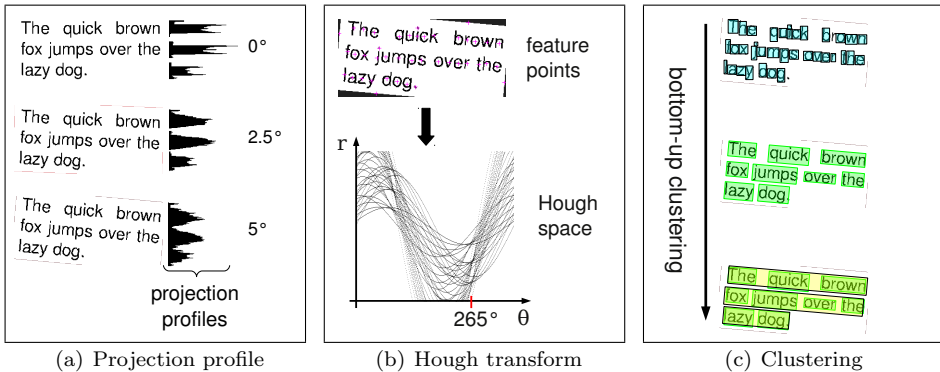 The quick brown
fox jumps over the
lazy dog.
0°
The quick brown
fox jumps over the
lazy dog.
2.5°
The quick brown
fox jumps over the
lazy dog.
5°
projection
profiles
(a) Projection profile
The quick brown
fox jumps over the
lazy dog.
feature
points
r
Hough
space
265°
θ
(b) Hough transform
bottom-up clustering
The quick brown
fox jumps over the
lazy dog.
The quick brown
fox jumps over the
lazy dog.
The quick brown
fox jumps over the
lazy dog.
(c) Clustering